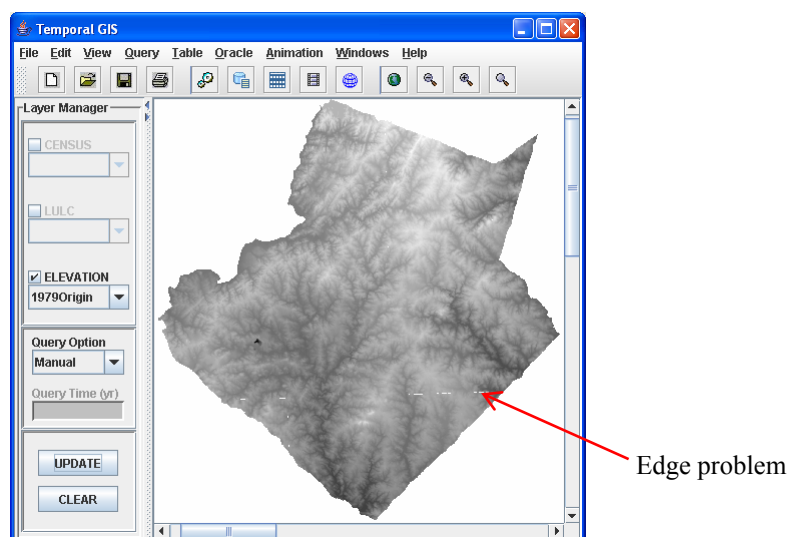 Temporal GIS
File Edit View Query Table Oracle Animation Windows Help
Layer Manager
CENSUS
LULC
ELEVATION
1979Origin
Query Option
Manual
Query Time (yr)
UPDATE
CLEAR
Edge problem